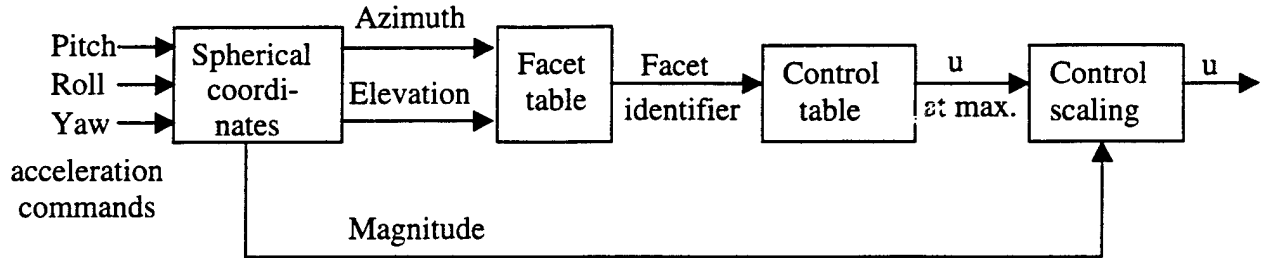 Pitch
Roll
Yaw
acceleration
commands
Spherical
coordi-
nates
Azimuth
Elevation
Magnitude
Facet
table
Facet
identifier
Control
table
u
at max.
Control
scaling
u